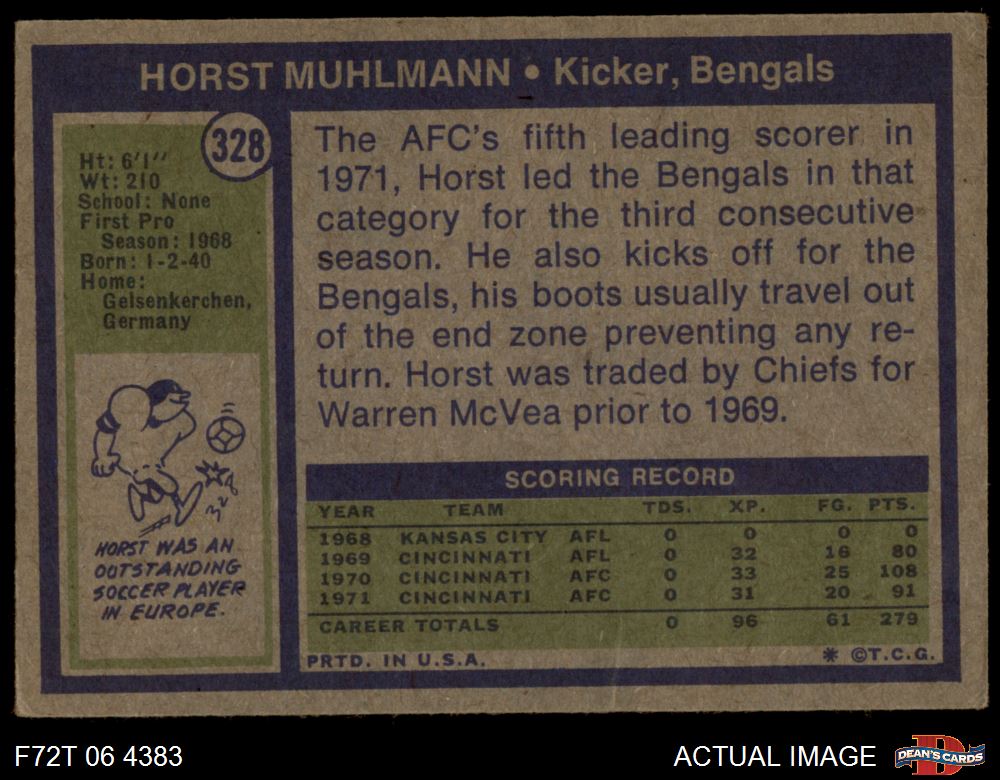 HORST MUHLMANN • Kicker, Bengals
328
Ht: 6'1"
Wt: 210
School: None
First Pro
Season: 1968
Born: 1-2-40
Home:
Gelsenkerchen,
Germany
HORST WAS AN
OUTSTANDING
SOCCER PLAYER
IN EUROPE.
The AFC's fifth leading scorer in
1971, Horst led the Bengals in that
category for the third consecutive
season. He also kicks off for the
Bengals, his boots usually travel out
of the end zone preventing any re-
turn. Horst was traded by Chiefs for
Warren McVea prior to 1969.
SCORING RECORD
YEAR TEAM TDS. XP. FG. PTS.
1968 KANSAS CITY AFL 0 0 0 0
1969 CINCINNATI AFL 0 32 16 80
1970 CINCINNATI AFC 0 33 25 108
1971 CINCINNATI AFC 0 31 20 91
CAREER TOTALS 0 96 61 279
PRTD. IN U.S.A. * ©T.C.G.
F72T 06 4383 ACTUAL IMAGE
DEAN'S CARDS